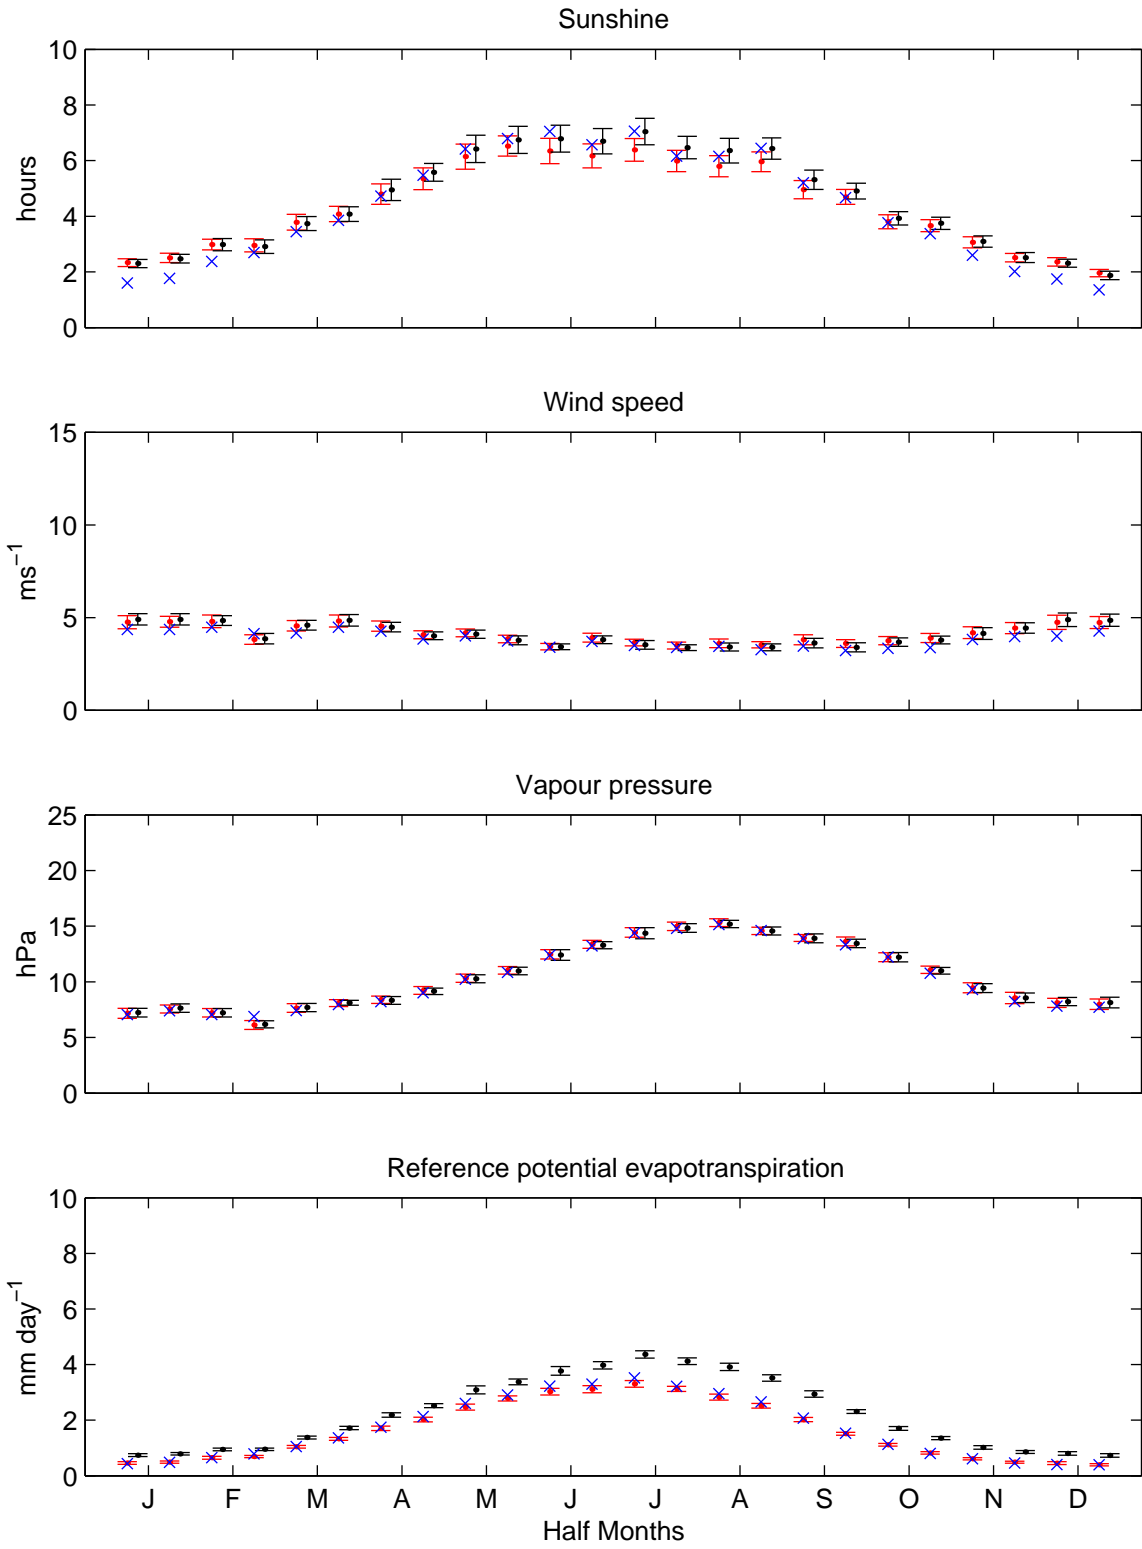 Sunshine
10
8
6
4
2
0
hours
Wind speed
15
10
5
0
ms−1
Vapour pressure
25
20
15
10
5
0
hPa
Reference potential evapotranspiration
10
8
6
4
2
0
mm day−1
J F M A M J J A S O N D
Half Months